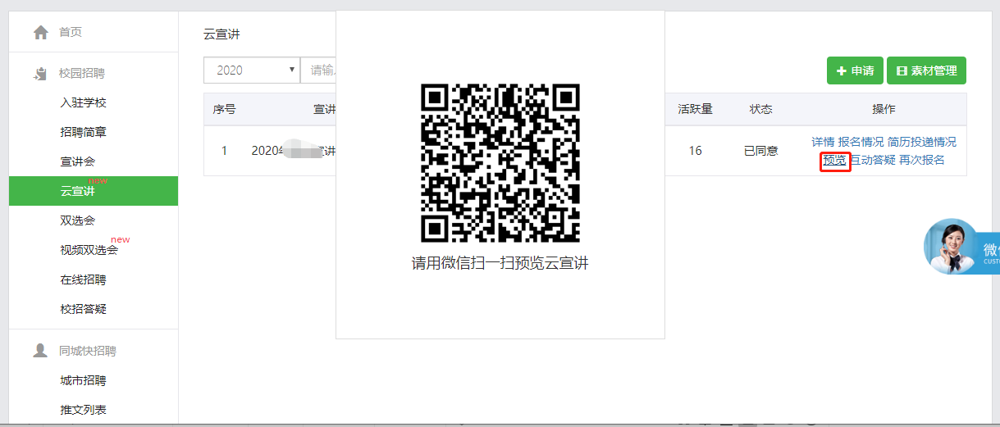 首页
校园招聘
入驻学校
招聘简章
宣讲会
云宣讲
new
双选会
视频双选会
new
在线招聘
校招答疑
同城快招聘
城市招聘
推文列表
云宣讲
2020
请输
申请
素材管理
序号
宣讲
活跃量
状态
操作
1
2020年
宣讲
16
已同意
详情 报名情况 简历投递情况
预览 互动答疑 再次报名
请用微信扫一扫预览云宣讲
微
CUST